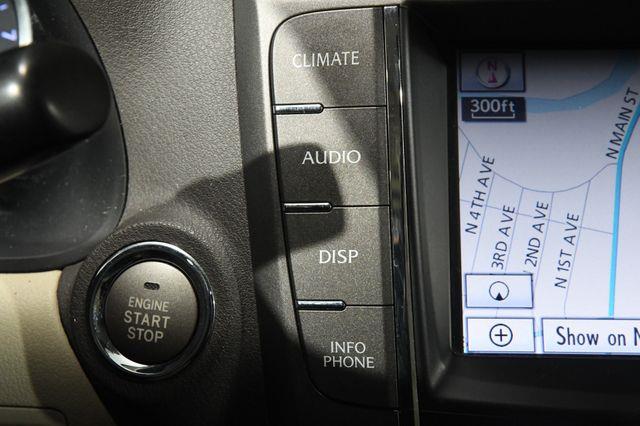 CLIMATE
AUDIO
DISP
INFO
PHONE
ENGINE
START
STOP
N
300ft
N MAIN ST
N 4TH AVE
3RD AVE
2ND AVE
N 1ST AVE
Show on N